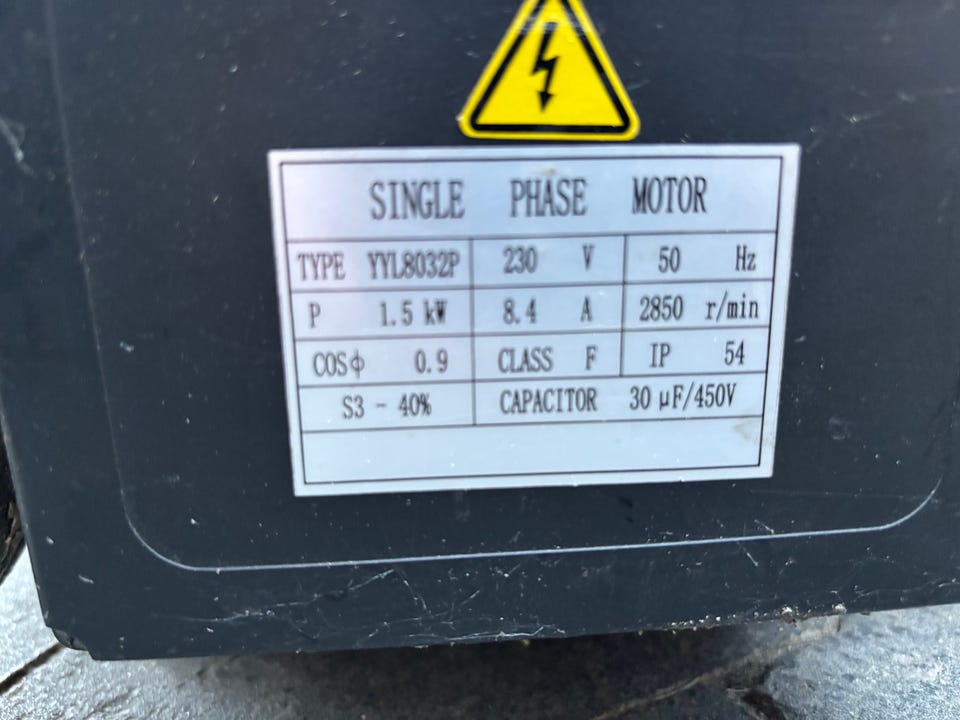 SINGLE PHASE MOTOR
TYPE YYL8032P 230 V 50 Hz
P 1.5 kW 8.4 A 2850 r/min
COSϕ 0.9 CLASS F IP 54
S3 - 40% CAPACITOR 30 µF/450V